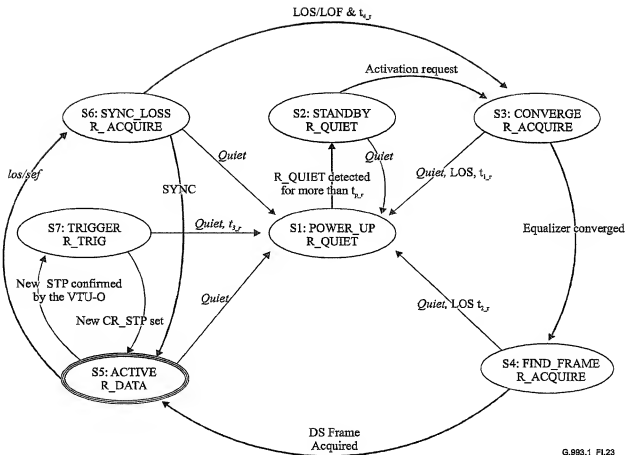 LOS/LOF & t4_r
Activation request
S6: SYNC_LOSS
R_ACQUIRE
S2: STANDBY
R_QUIET
S3: CONVERGE
R_ACQUIRE
los/sef
Quiet
Quiet
SYNC
R_QUIET detected
for more than tp_r
Quiet, LOS, t1_r
S7: TRIGGER
R_TRIG
Quiet, t3_r
S1: POWER_UP
R_QUIET
Equalizer converged
New STP confirmed
by the VTU-O
Quiet
Quiet, LOS t2_r
New CR_STP set
S5: ACTIVE
R_DATA
S4: FIND_FRAME
R_ACQUIRE
DS Frame
Acquired
G.993.1_FI.23